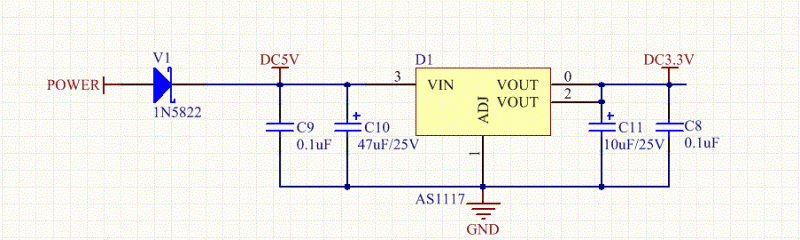 V1
DC5V
D1
DC3.3V
POWER
3
VIN
VOUT
0
VOUT
2
1N5822
ADJ
C9
0.1uF
C10
47uF/25V
C11
10uF/25V
C8
0.1uF
1
AS1117
GND